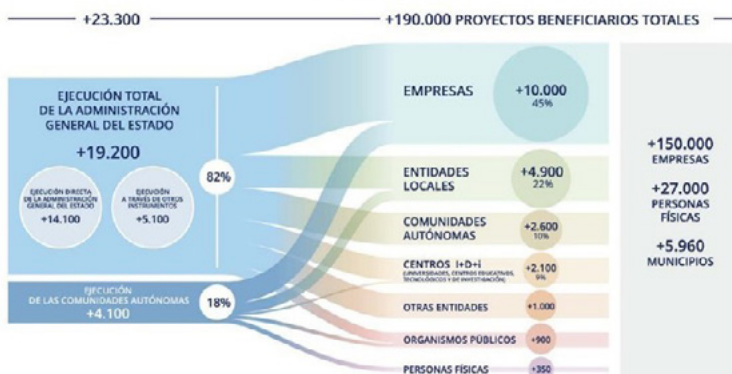 +23.300
+190.000 PROYECTOS BENEFICIARIOS TOTALES
EJECUCIÓN TOTAL
DE LA ADMINISTRACIÓN
GENERAL DEL ESTADO
+19.200
EJECUCIÓN DIRECTA
DE LA ADMINISTRACIÓN
GENERAL DEL ESTADO
+14.100
EJECUCIÓN
A TRAVÉS DE OTROS
INSTRUMENTOS
+5.100
82%
EJECUCIÓN
DE LAS COMUNIDADES AUTÓNOMAS
+4.100
18%
EMPRESAS
+10.000
45%
ENTIDADES
LOCALES
+4.900
22%
COMUNIDADES
AUTÓNOMAS
+2.600
10%
CENTROS I+D+i
(UNIVERSIDADES, CENTROS EDUCATIVOS,
TECNOLÓGICOS Y DE INVESTIGACIÓN)
+2.100
9%
OTRAS ENTIDADES
+1.000
ORGANISMOS PÚBLICOS
+900
PERSONAS FÍSICAS
+350
+150.000
EMPRESAS
+27.000
PERSONAS
FÍSICAS
+5.960
MUNICIPIOS